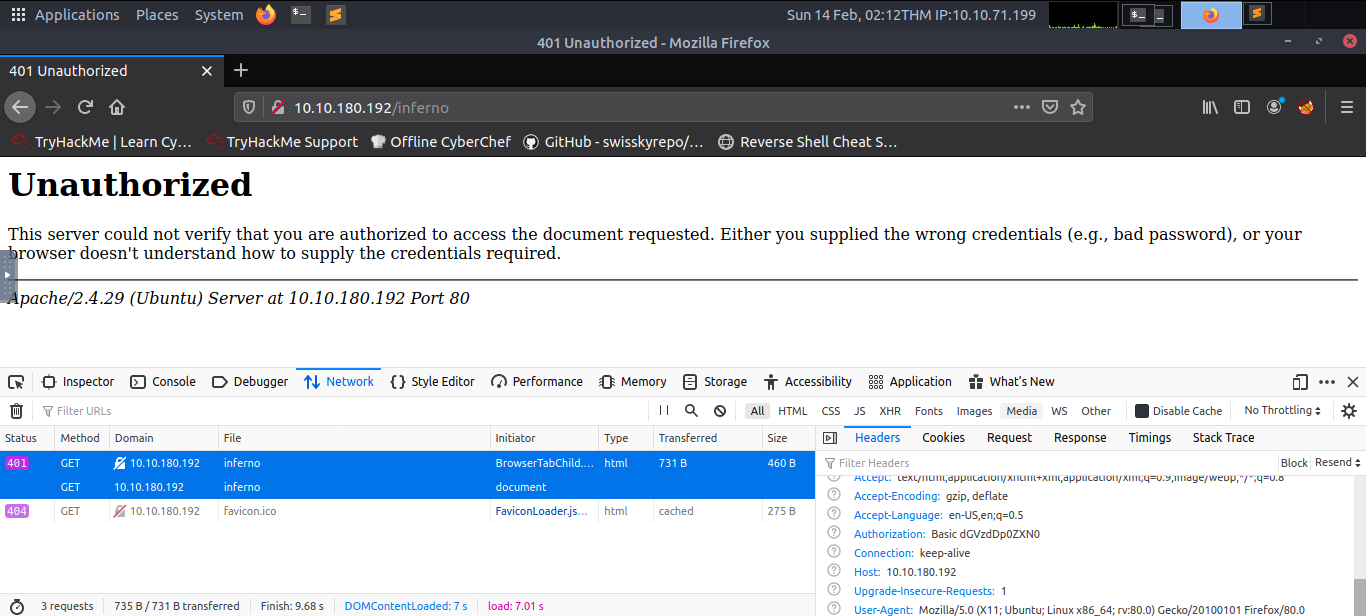 Applications Places System Sun 14 Feb, 02:12THM IP:10.10.71.199
401 Unauthorized - Mozilla Firefox
401 Unauthorized
10.10.180.192/inferno
TryHackMe | Learn Cy… TryHackMe Support Offline CyberChef GitHub - swisskyrepo/… Reverse Shell Cheat S…
Unauthorized
This server could not verify that you are authorized to access the document requested. Either you supplied the wrong credentials (e.g., bad password), or your
browser doesn't understand how to supply the credentials required.
Apache/2.4.29 (Ubuntu) Server at 10.10.180.192 Port 80
Inspector Console Debugger Network Style Editor Performance Memory Storage Accessibility Application What's New
Filter URLs All HTML CSS JS XHR Fonts Images Media WS Other Disable Cache No Throttling
Status Method Domain File Initiator Type Transferred Size Headers Cookies Request Response Timings Stack Trace
401 GET 10.10.180.192 inferno BrowserTabChild.… html 731 B 460 B Filter Headers Block Resend
Accept: text/html,application/xhtml+xml,application/xml;q=0.9,image/webp,*/*;q=0.8
GET 10.10.180.192 inferno document Accept-Encoding: gzip, deflate
404 GET 10.10.180.192 favicon.ico FaviconLoader.js… html cached 275 B Accept-Language: en-US,en;q=0.5
Authorization: Basic dGVzdDp0ZXN0
Connection: keep-alive
Host: 10.10.180.192
Upgrade-Insecure-Requests: 1
3 requests 735 B / 731 B transferred Finish: 9.68 s DOMContentLoaded: 7 s load: 7.01 s User-Agent: Mozilla/5.0 (X11; Ubuntu; Linux x86_64; rv:80.0) Gecko/20100101 Firefox/80.0